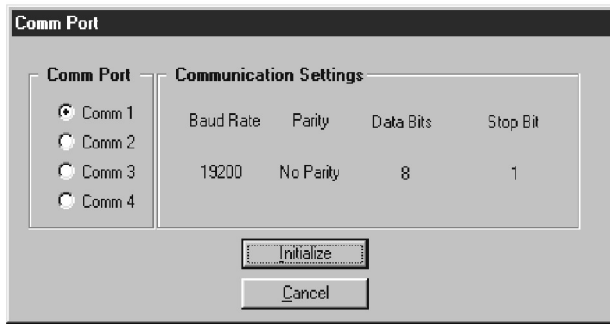 Comm Port
Comm Port
Comm 1
Comm 2
Comm 3
Comm 4
Communication Settings
Baud Rate Parity Data Bits Stop Bit
19200 No Parity 8 1
Initialize
Cancel